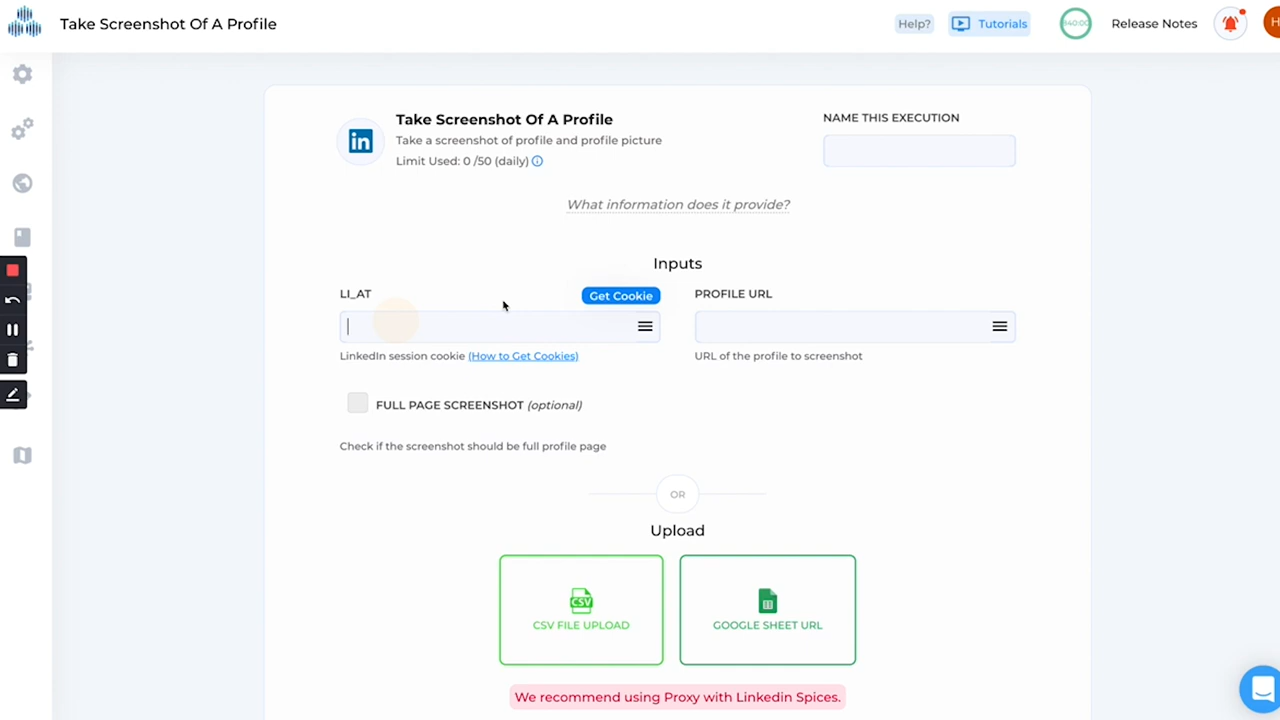 Take Screenshot Of A Profile
Help?
Tutorials
Release Notes
H
Take Screenshot Of A Profile
Take a screenshot of profile and profile picture
Limit Used: 0 /50 (daily)
NAME THIS EXECUTION
What information does it provide?
Inputs
LI_AT
Get Cookie
PROFILE URL
LinkedIn session cookie (How to Get Cookies)
URL of the profile to screenshot
FULL PAGE SCREENSHOT (optional)
Check if the screenshot should be full profile page
OR
Upload
CSV
CSV FILE UPLOAD
GOOGLE SHEET URL
We recommend using Proxy with Linkedin Spices.